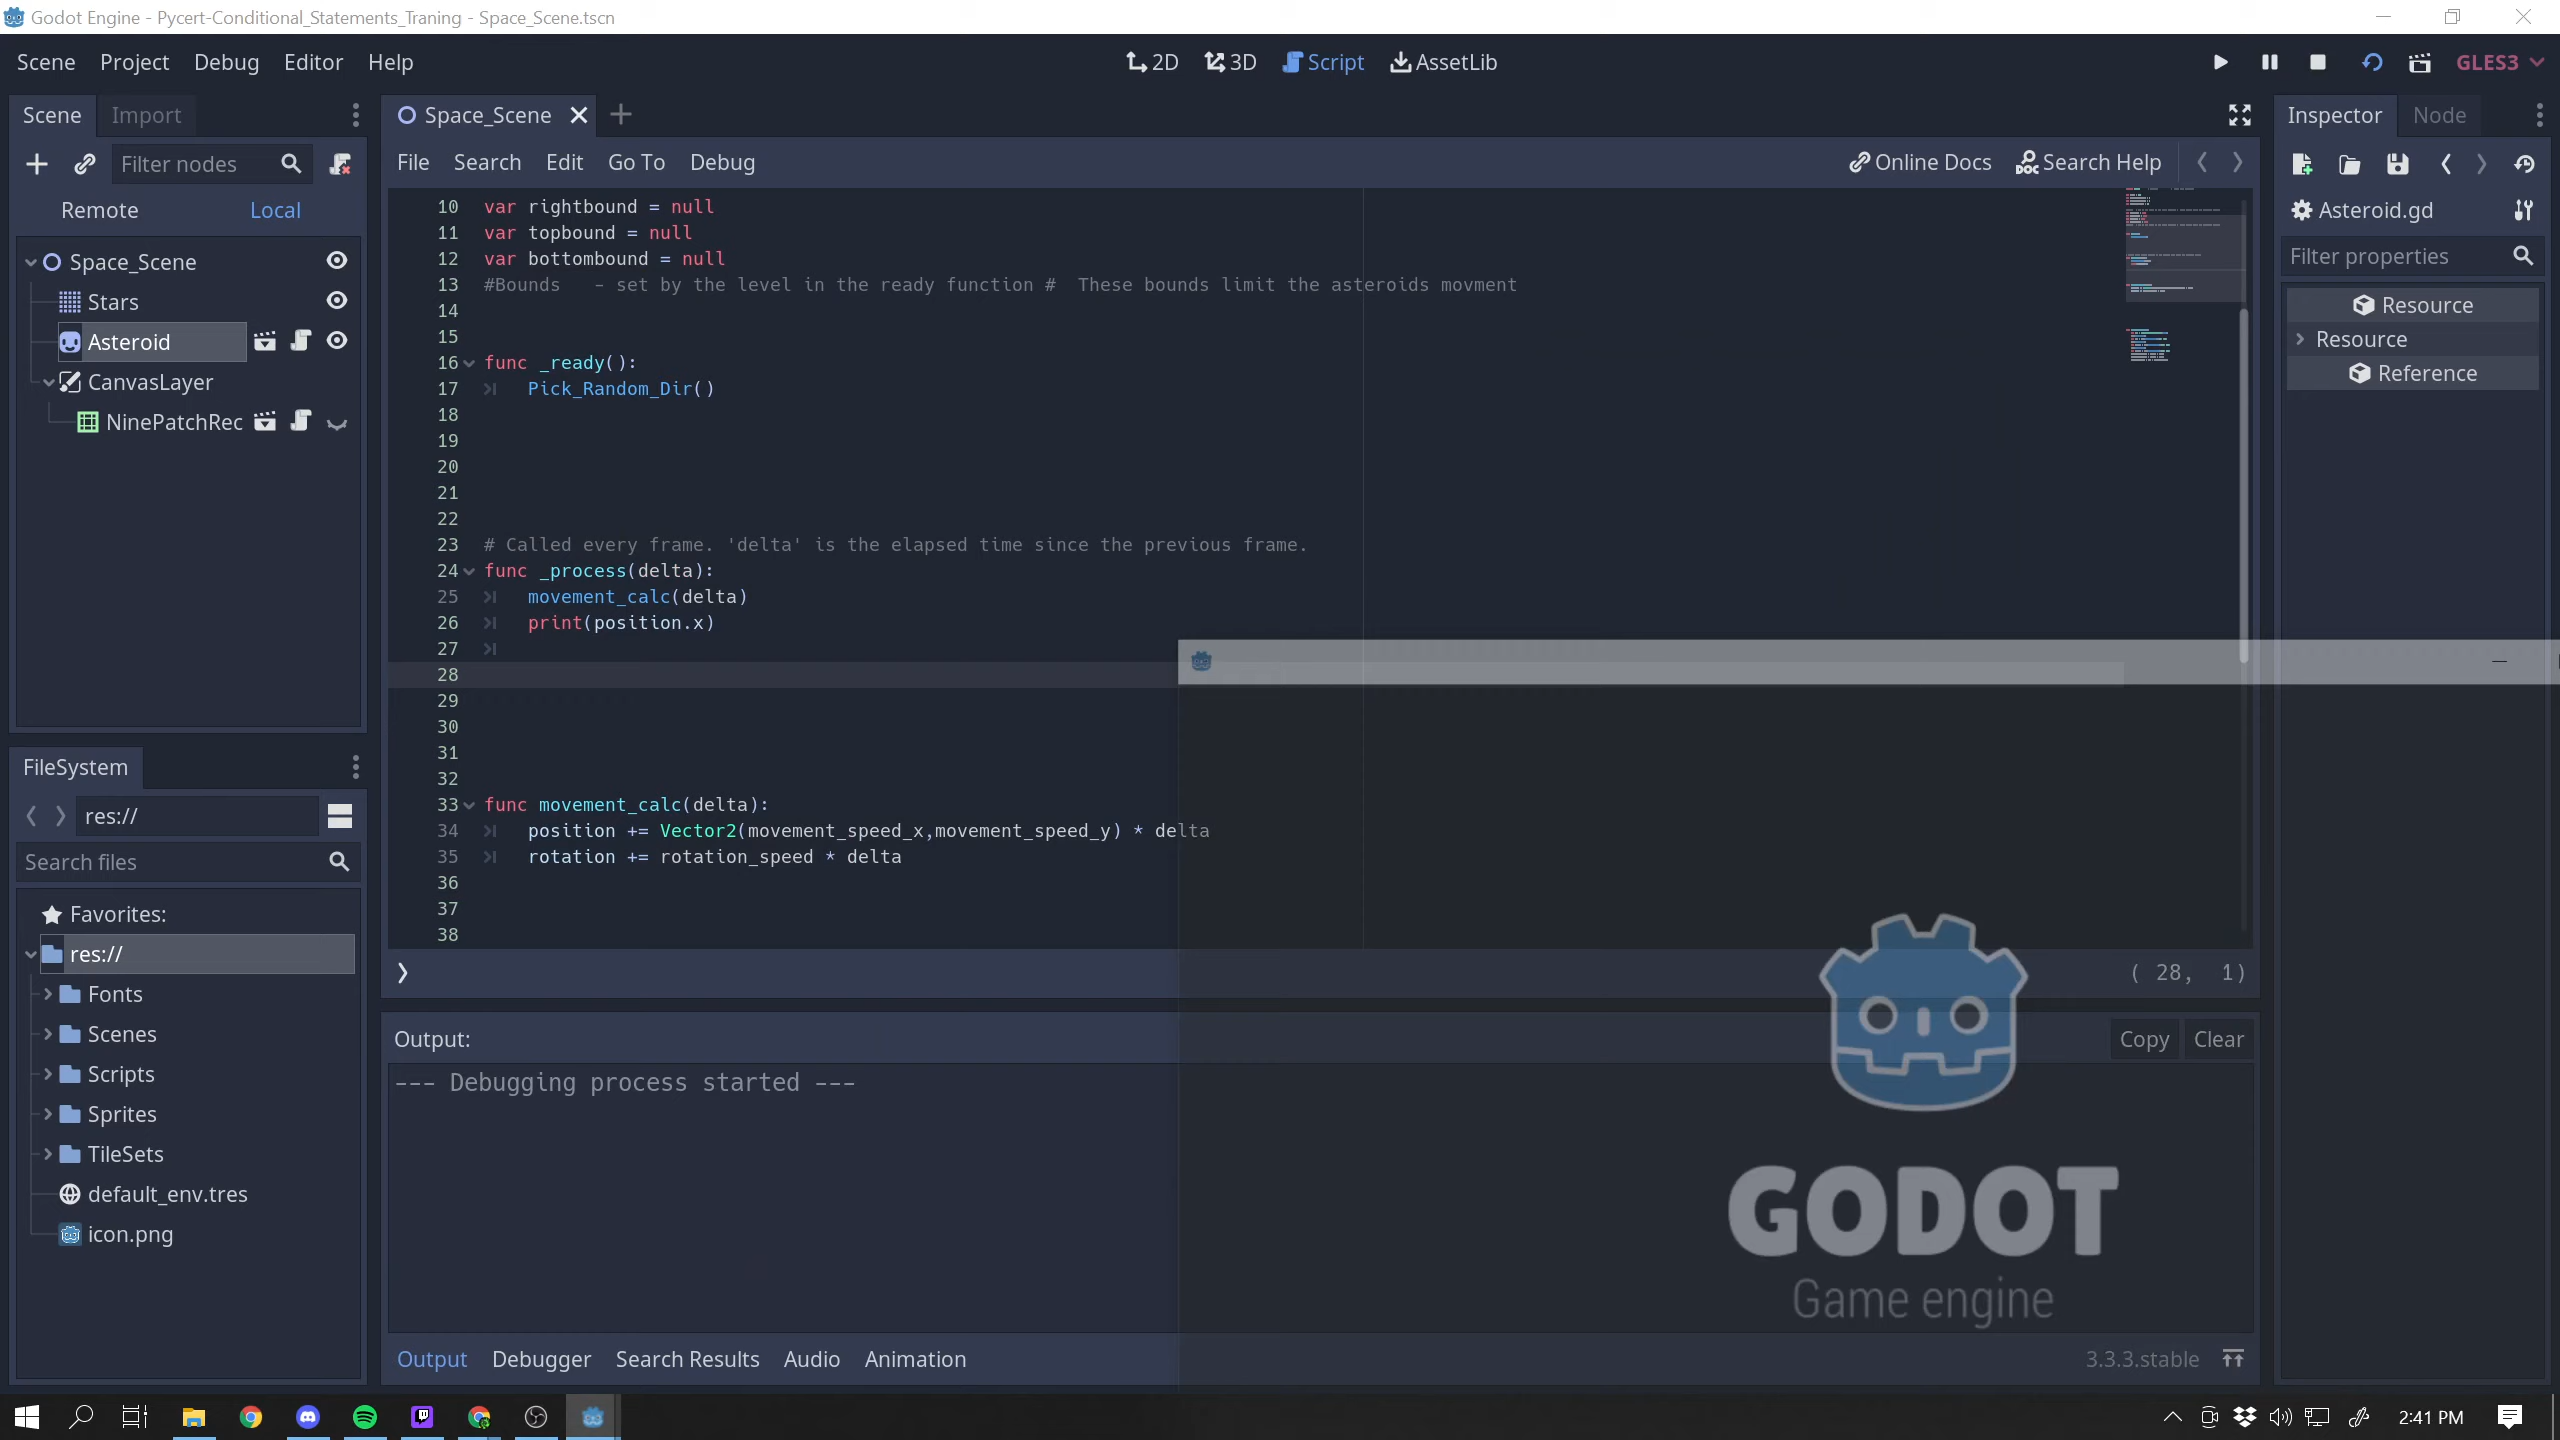 Godot Engine - Pycert-Conditional_Statements_Traning - Space_Scene.tscn
Scene Project Debug Editor Help
2D 3D Script AssetLib
GLES3
Scene Import
Space_Scene
Inspector Node
Filter nodes
File Search Edit Go To Debug
Online Docs Search Help
Remote Local
Asteroid.gd
Filter properties
Resource
Resource
Reference
Space_Scene
Stars
Asteroid
CanvasLayer
NinePatchRec
10 var rightbound = null
11 var topbound = null
12 var bottombound = null
13 #Bounds   - set by the level in the ready function #  These bounds limit the asteroids movment
14
15
16 func _ready():
17 Pick_Random_Dir()
18
19
20
21
22
23 # Called every frame. 'delta' is the elapsed time since the previous frame.
24 func _process(delta):
25 movement_calc(delta)
26 print(position.x)
27
28
29
30
31
32
33 func movement_calc(delta):
34 position += Vector2(movement_speed_x,movement_speed_y) * delta
35 rotation += rotation_speed * delta
36
37
38
( 28, 1)
FileSystem
res://
Search files
Favorites:
res://
Fonts
Scenes
Scripts
Sprites
TileSets
default_env.tres
icon.png
Output:
Copy Clear
--- Debugging process started ---
GODOT
Game engine
Output Debugger Search Results Audio Animation
3.3.3.stable
2:41 PM